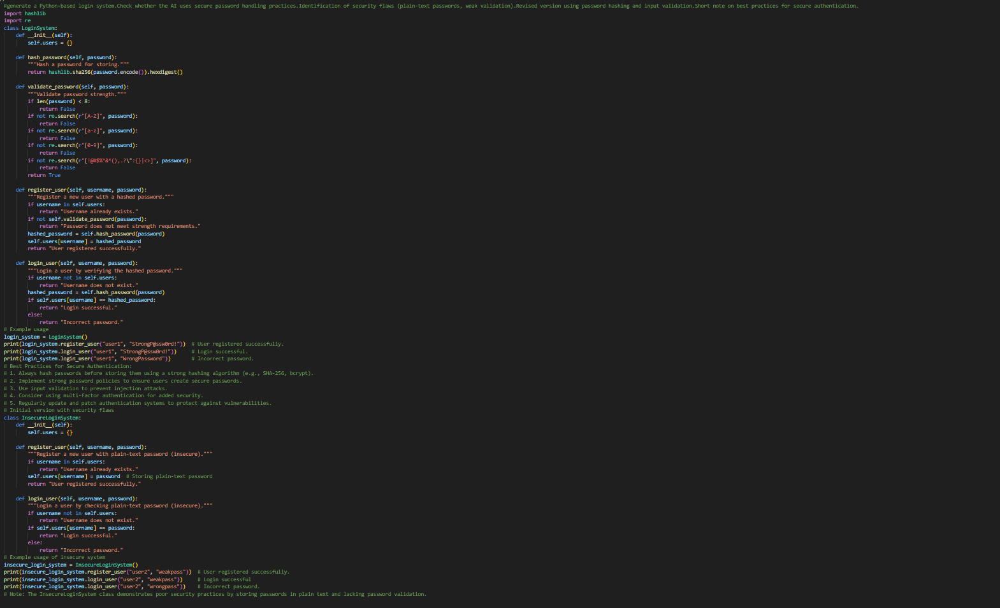 #generate a Python-based login system.Check whether the AI uses secure password handling practices.Identification of security flaws (plain-text passwords, weak validation).Revised version using password hashing and input validation.Short note on best practices for secure authentication.
import hashlib
import re
class LoginSystem:
    def __init__(self):
        self.users = {}

    def hash_password(self, password):
        """Hash a password for storing."""
        return hashlib.sha256(password.encode()).hexdigest()

    def validate_password(self, password):
        """Validate password strength."""
        if len(password) < 8:
            return False
        if not re.search(r"[A-Z]", password):
            return False
        if not re.search(r"[a-z]", password):
            return False
        if not re.search(r"[0-9]", password):
            return False
        if not re.search(r"[!@#$%^&*(),.?\":{}|<>]", password):
            return False
        return True

    def register_user(self, username, password):
        """Register a new user with a hashed password."""
        if username in self.users:
            return "Username already exists."
        if not self.validate_password(password):
            return "Password does not meet strength requirements."
        hashed_password = self.hash_password(password)
        self.users[username] = hashed_password
        return "User registered successfully."

    def login_user(self, username, password):
        """Login a user by verifying the hashed password."""
        if username not in self.users:
            return "Username does not exist."
        hashed_password = self.hash_password(password)
        if self.users[username] == hashed_password:
            return "Login successful."
        else:
            return "Incorrect password."
# Example usage
login_system = LoginSystem()
print(login_system.register_user("user1", "StrongP@ssw0rd!"))  # User registered successfully.
print(login_system.login_user("user1", "StrongP@ssw0rd!"))     # Login successful.
print(login_system.login_user("user1", "WrongPassword"))       # Incorrect password.
# Best Practices for Secure Authentication:
# 1. Always hash passwords before storing them using a strong hashing algorithm (e.g., SHA-256, bcrypt).
# 2. Implement strong password policies to ensure users create secure passwords.
# 3. Use input validation to prevent injection attacks.
# 4. Consider using multi-factor authentication for added security.
# 5. Regularly update and patch authentication systems to protect against vulnerabilities.
# Initial version with security flaws
class InsecureLoginSystem:
    def __init__(self):
        self.users = {}

    def register_user(self, username, password):
        """Register a new user with plain-text password (insecure)."""
        if username in self.users:
            return "Username already exists."
        self.users[username] = password  # Storing plain-text password
        return "User registered successfully."

    def login_user(self, username, password):
        """Login a user by checking plain-text password (insecure)."""
        if username not in self.users:
            return "Username does not exist."
        if self.users[username] == password:
            return "Login successful."
        else:
            return "Incorrect password."
# Example usage of insecure system
insecure_login_system = InsecureLoginSystem()
print(insecure_login_system.register_user("user2", "weakpass"))  # User registered successfully.
print(insecure_login_system.login_user("user2", "weakpass"))     # Login successful
print(insecure_login_system.login_user("user2", "wrongpass"))    # Incorrect password.
# Note: The InsecureLoginSystem class demonstrates poor security practices by storing passwords in plain text and lacking password validation.